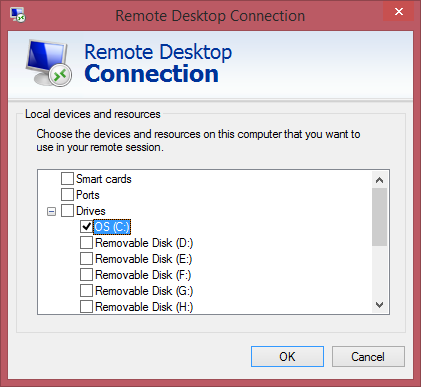 Remote Desktop Connection
Remote Desktop
Connection
Local devices and resources
Choose the devices and resources on this computer that you want to
use in your remote session.
Smart cards
Ports
Drives
OS (C:)
Removable Disk (D:)
Removable Disk (E:)
Removable Disk (F:)
Removable Disk (G:)
Removable Disk (H:)
OK
Cancel